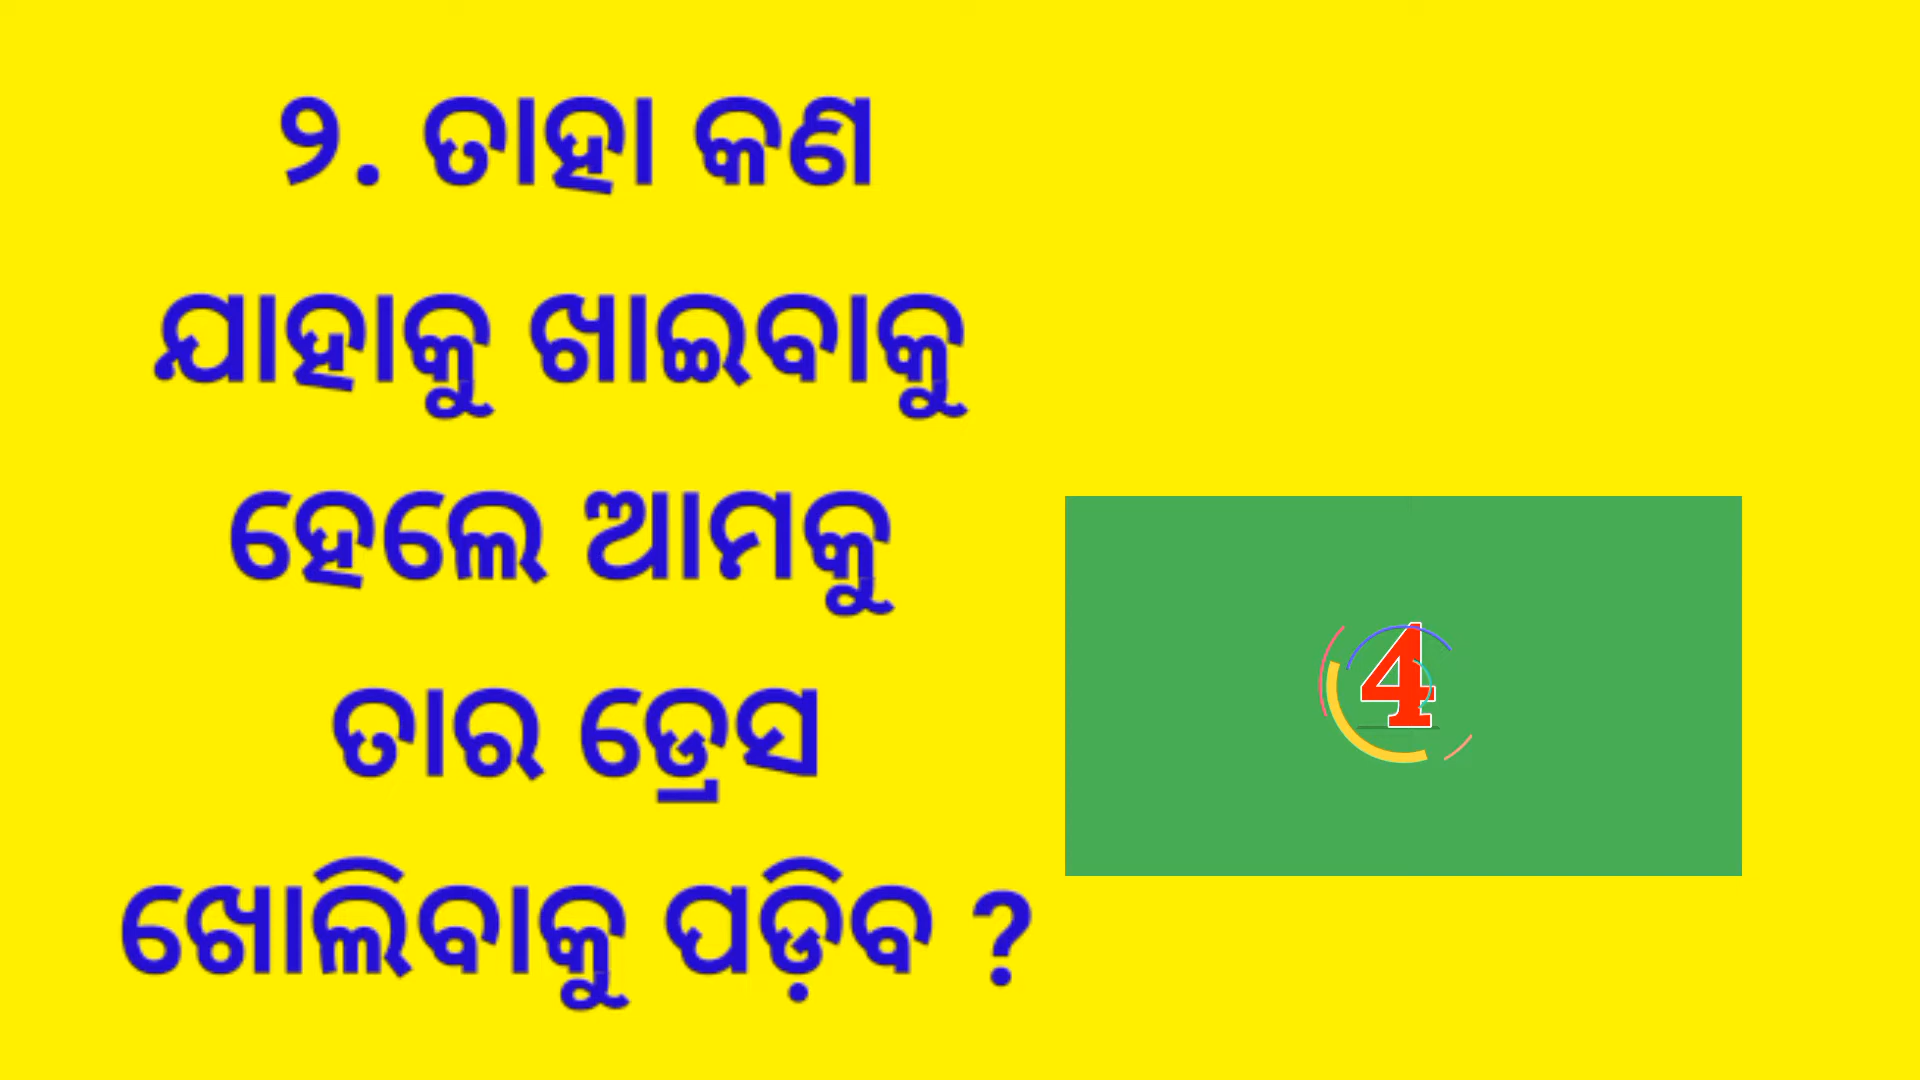 ୨. ତାହା କଣ
ଯାହାକୁ ଖାଇବାକୁ
ହେଲେ ଆମକୁ
ତାର ଡ୍ରେସ
ଖୋଲିବାକୁ ପଡ଼ିବ ?
4